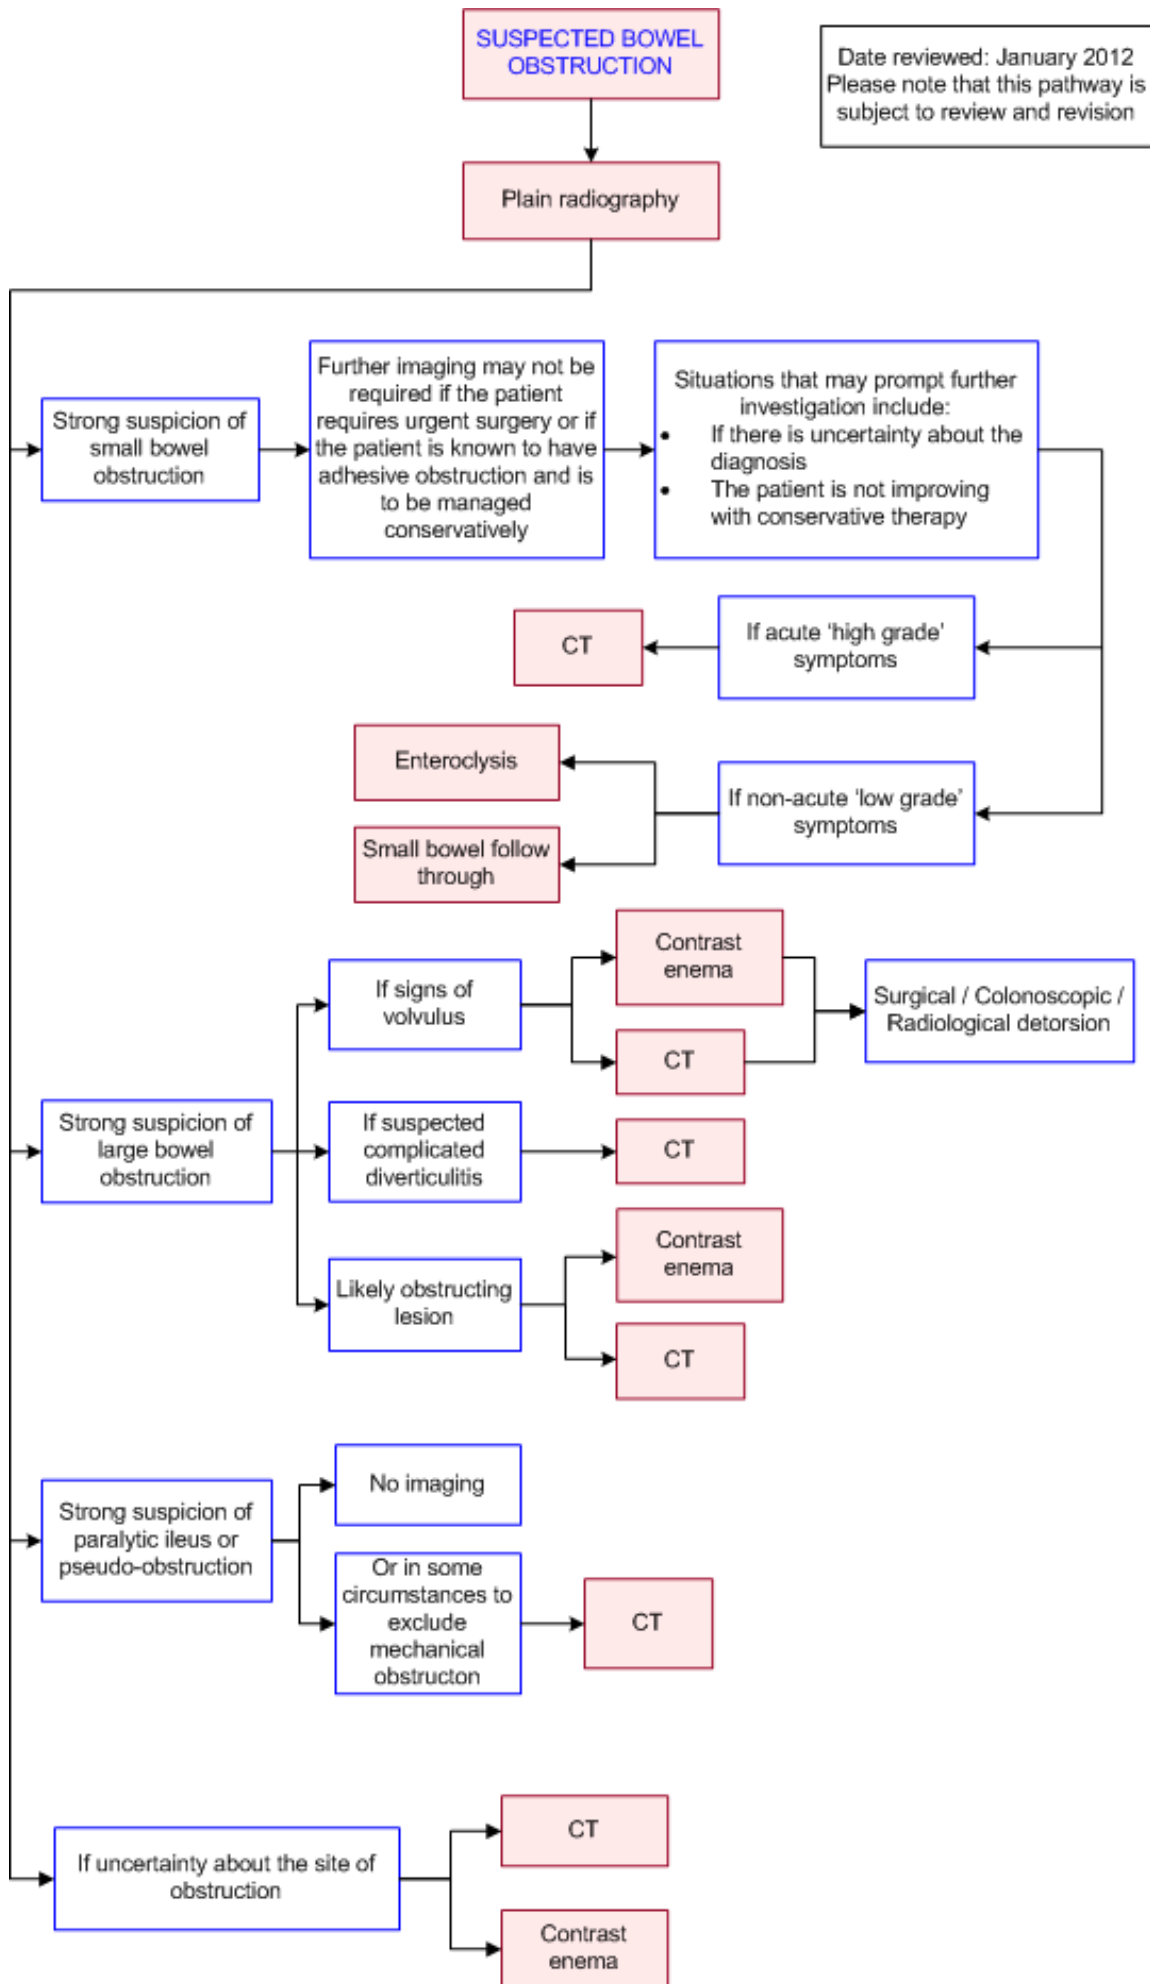 SUSPECTED BOWEL
OBSTRUCTION
Date reviewed: January 2012
Please note that this pathway is
subject to review and revision
Plain radiography
Strong suspicion of
small bowel
obstruction
Further imaging may not be
required if the patient
requires urgent surgery or if
the patient is known to have
adhesive obstruction and is
to be managed
conservatively
Situations that may prompt further
investigation include:
• If there is uncertainty about the
diagnosis
• The patient is not improving
with conservative therapy
If acute ‘high grade’
symptoms
CT
If non-acute ‘low grade’
symptoms
Enteroclysis
Small bowel follow
through
Strong suspicion of
large bowel
obstruction
If signs of
volvulus
Contrast
enema
CT
Surgical / Colonoscopic /
Radiological detorsion
If suspected
complicated
diverticulitis
CT
Likely obstructing
lesion
Contrast
enema
CT
Strong suspicion of
paralytic ileus or
pseudo-obstruction
No imaging
Or in some
circumstances to
exclude
mechanical
obstructon
CT
If uncertainty about the site of
obstruction
CT
Contrast
enema